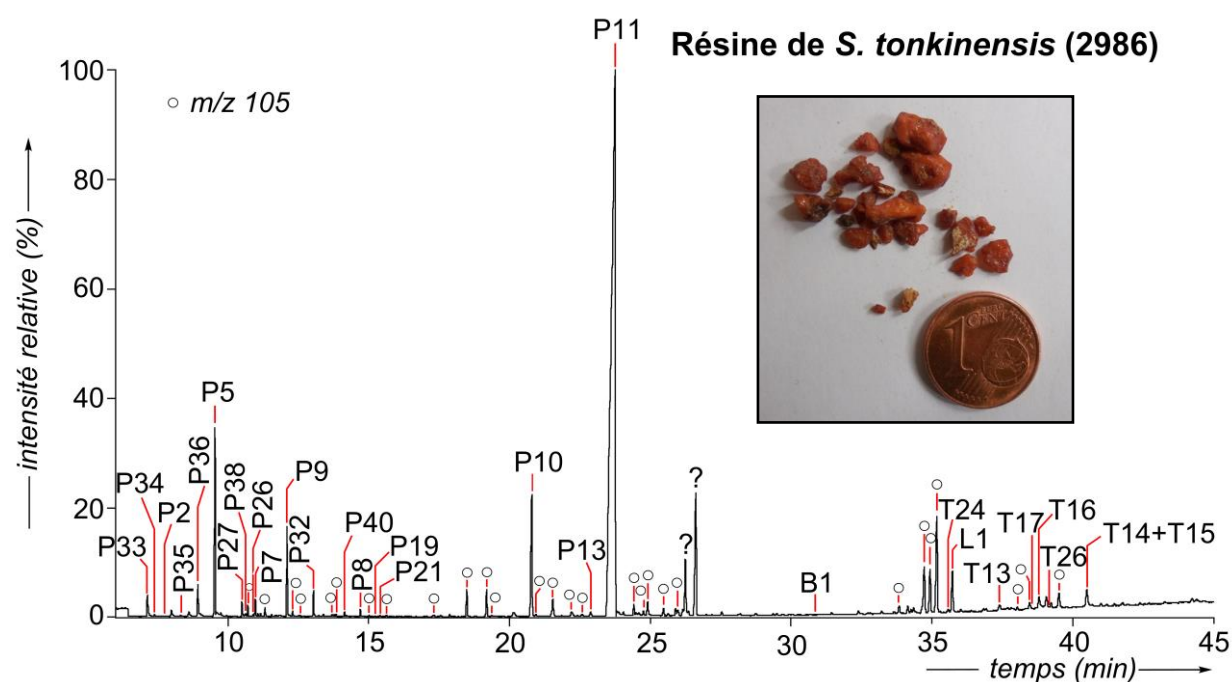 Résine de S. tonkinensis (2986)
P11
100
○ m/z 105
80
60
40
20
0
intensité relative (%)
P33
P34
P2
P35
P36
P5
P27
P38
P26
P7
P9
P32
P40
P8
P19
P21
P10
P13
?
?
B1
T24
L1
T13
T17
T16
T26
T14+T15
10
15
20
25
30
35
40
45
temps (min)
1
CENT